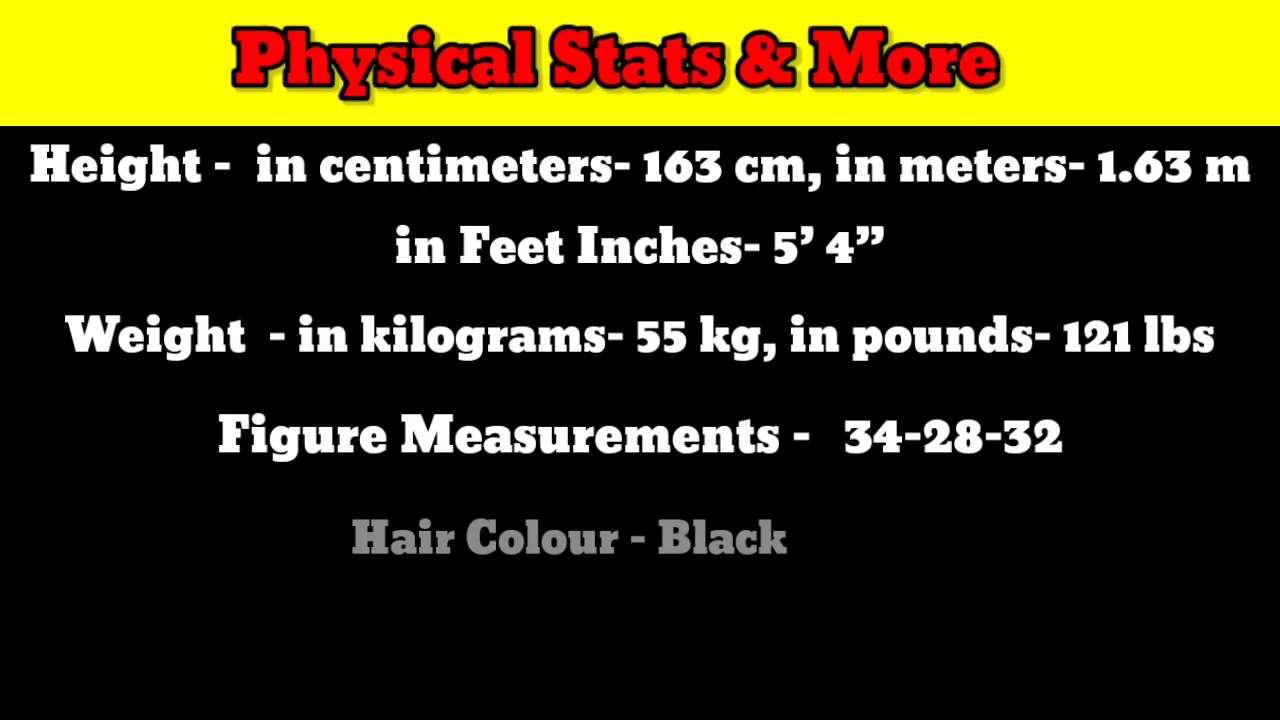 Physical Stats & More
Height -  in centimeters- 163 cm, in meters- 1.63 m
in Feet Inches- 5’ 4”
Weight  - in kilograms- 55 kg, in pounds- 121 lbs
Figure Measurements -   34-28-32
Hair Colour - Black